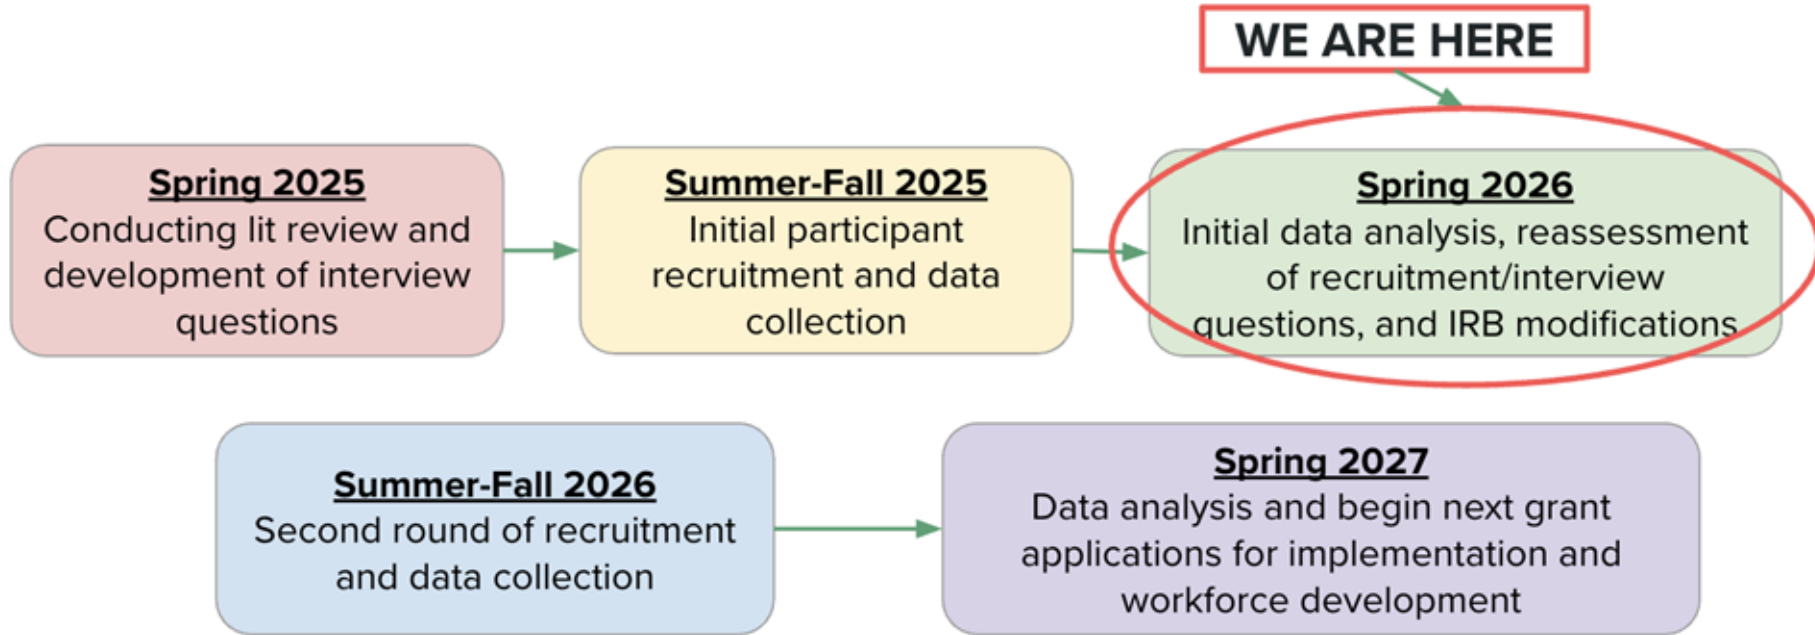 WE ARE HERE
Spring 2025
Conducting lit review and
development of interview
questions
Summer-Fall 2025
Initial participant
recruitment and data
collection
Spring 2026
Initial data analysis, reassessment
of recruitment/interview
questions, and IRB modifications
Summer-Fall 2026
Second round of recruitment
and data collection
Spring 2027
Data analysis and begin next grant
applications for implementation and
workforce development